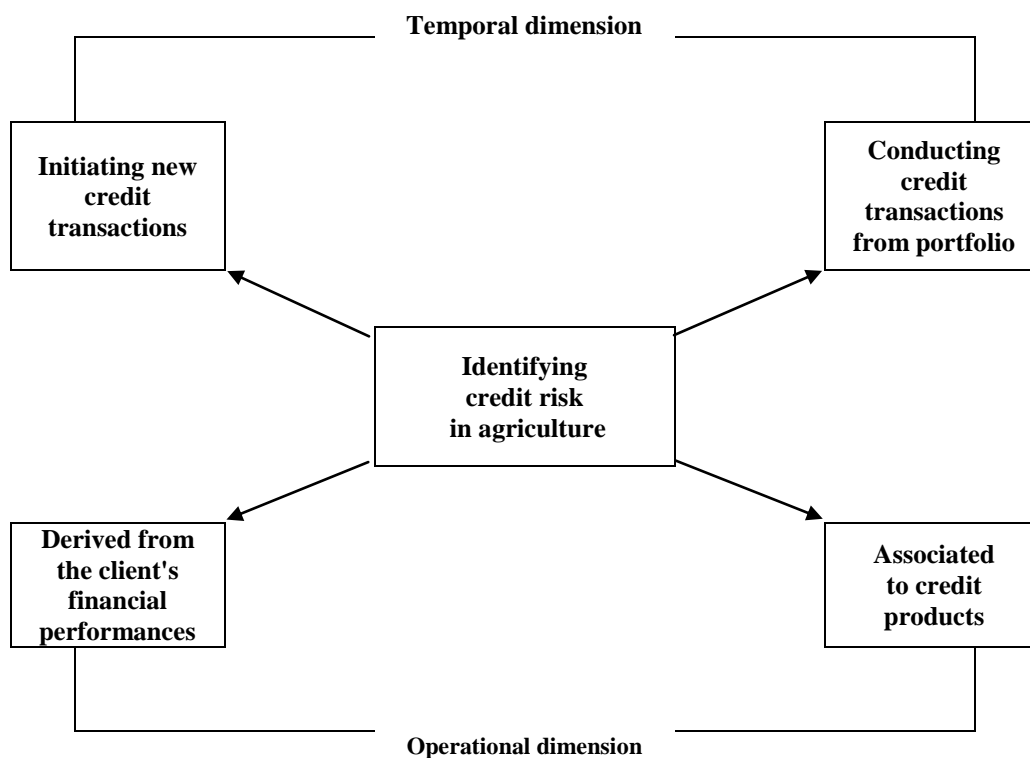 Temporal dimension
Initiating new
credit
transactions
Conducting
credit
transactions
from portfolio
Identifying
credit risk
in agriculture
Derived from
the client's
financial
performances
Associated
to credit
products
Operational dimension